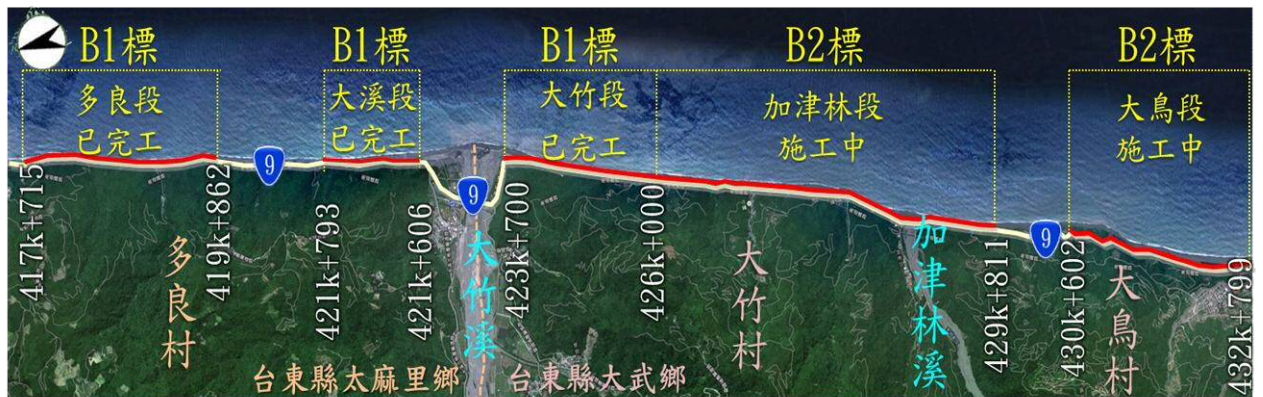 B1標
B1標
B1標
B2標
B2標
多良段
已完工
大溪段
已完工
大竹段
已完工
加津林段
施工中
大鳥段
施工中
9
9
9
417k+715
419k+862
421k+793
421k+606
423k+700
426k+000
429k+811
430k+602
432k+799
多良村
大竹溪
大竹村
加津林溪
大鳥村
台東縣太麻里鄉
台東縣大武鄉